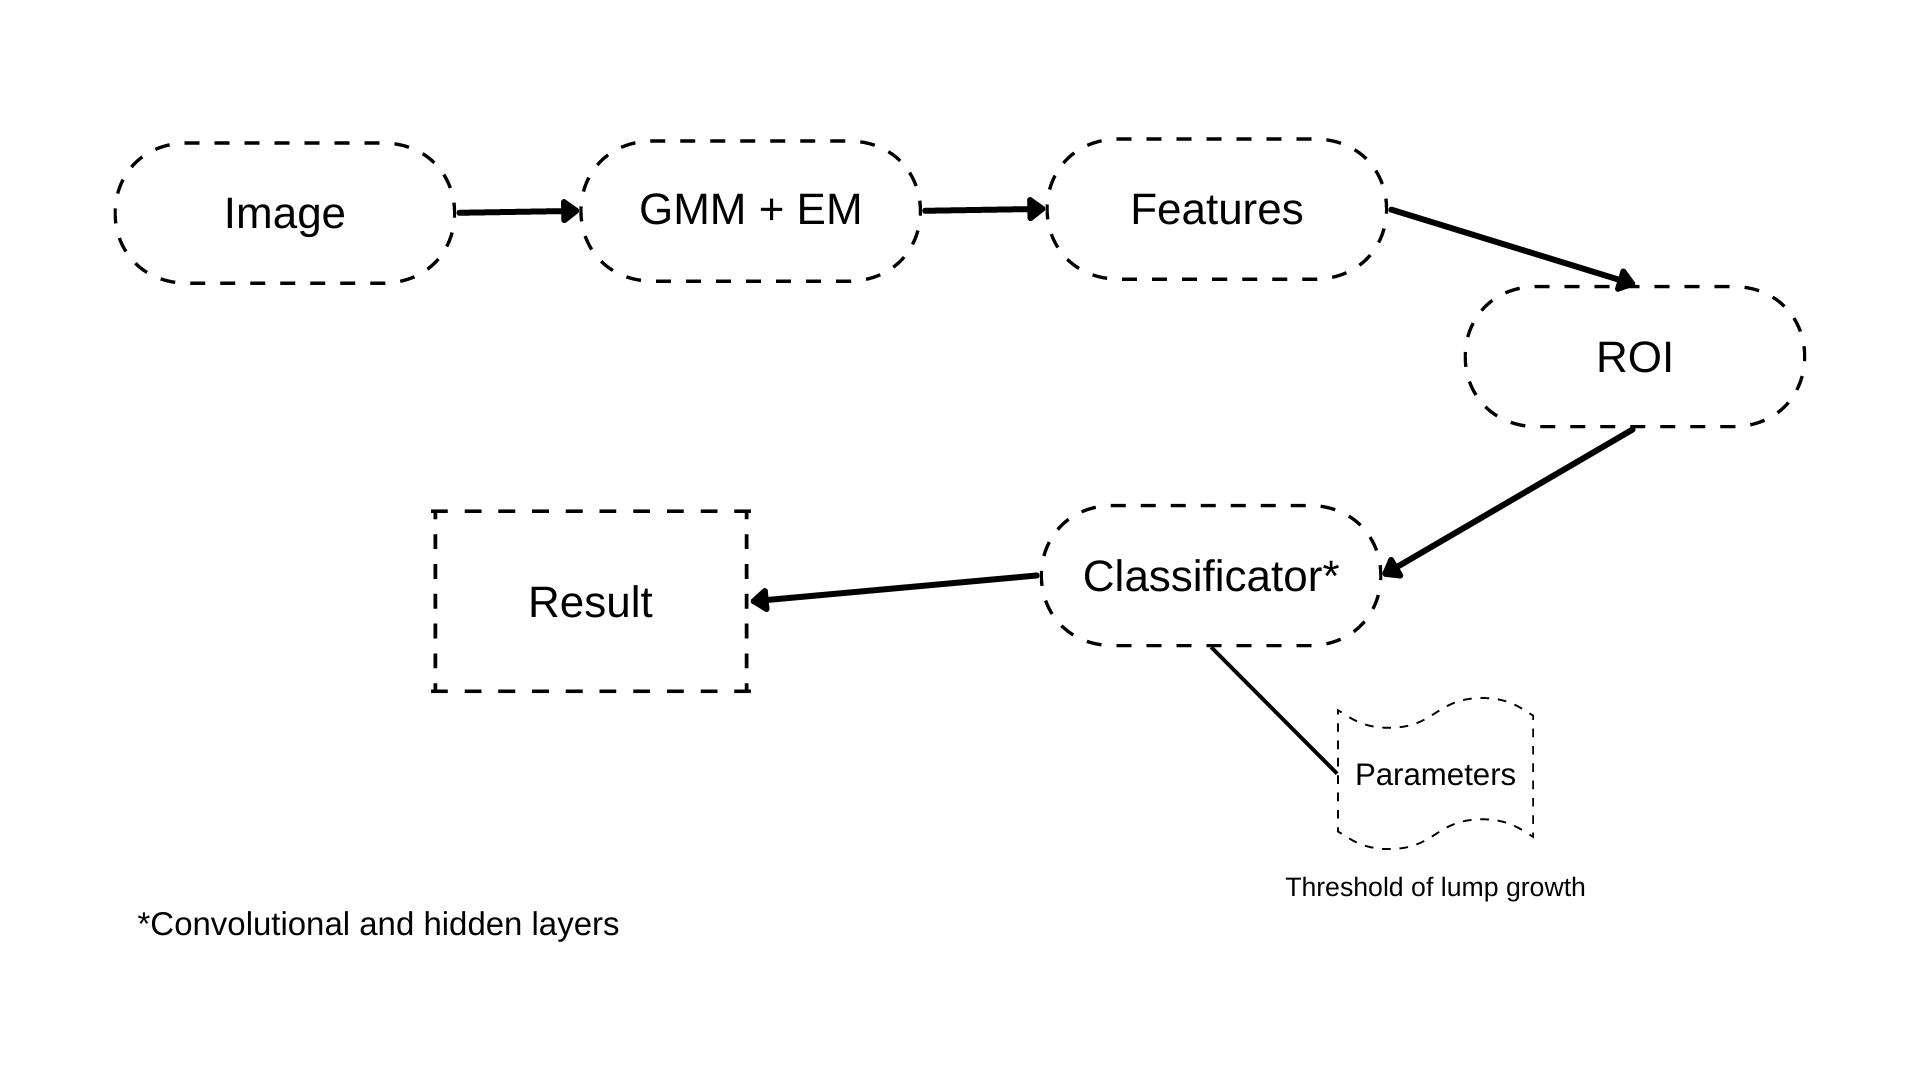 Image
GMM + EM
Features
ROI
Classificator*
Result
Parameters
Threshold of lump growth
*Convolutional and hidden layers